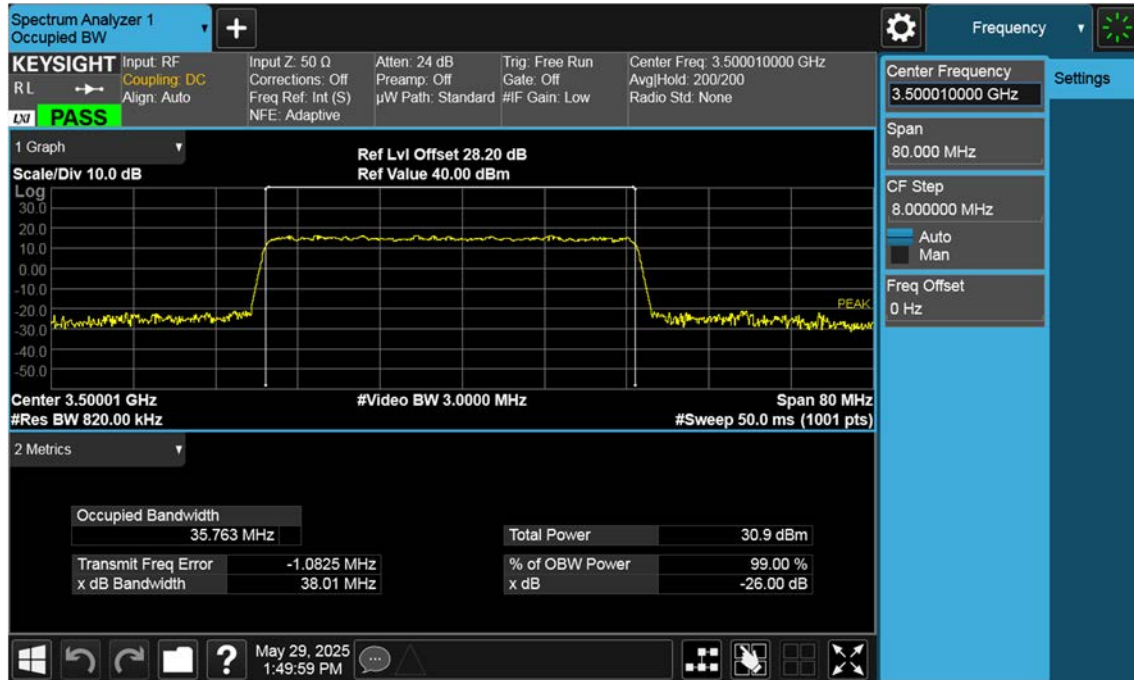 Spectrum Analyzer 1
Occupied BW
+
Frequency
KEYSIGHT
R L
LXI
PASS
Input: RF
Coupling: DC
Align: Auto
Input Z: 50 Ω
Corrections: Off
Freq Ref: Int (S)
NFE: Adaptive
Atten: 24 dB
Preamp: Off
µW Path: Standard
Trig: Free Run
Gate: Off
#IF Gain: Low
Center Freq: 3.500010000 GHz
Avg|Hold: 200/200
Radio Std: None
Center Frequency
3.500010000 GHz
Settings
Span
80.000 MHz
CF Step
8.000000 MHz
Auto
Man
Freq Offset
0 Hz
1 Graph
Scale/Div 10.0 dB
Ref Lvl Offset 28.20 dB
Ref Value 40.00 dBm
Log
30.0
20.0
10.0
0.00
-10.0
-20.0
-30.0
-40.0
-50.0
PEAK
Center 3.50001 GHz
#Video BW 3.0000 MHz
Span 80 MHz
#Res BW 820.00 kHz
#Sweep 50.0 ms (1001 pts)
2 Metrics
Occupied Bandwidth
35.763 MHz
Total Power 30.9 dBm
Transmit Freq Error -1.0825 MHz
% of OBW Power 99.00 %
x dB Bandwidth 38.01 MHz
x dB -26.00 dB
?
May 29, 2025
1:49:59 PM